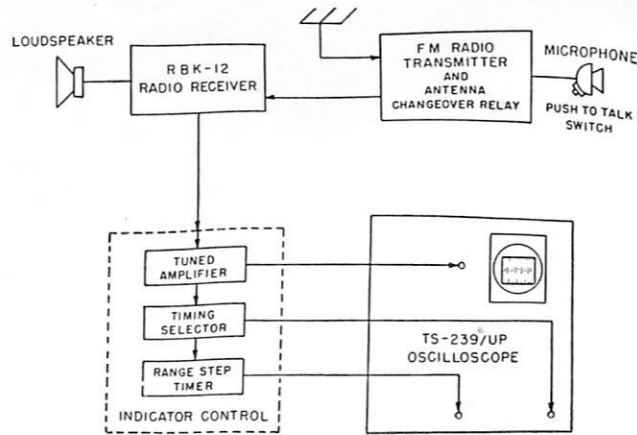 LOUDSPEAKER
RBK-12
RADIO RECEIVER
FM RADIO
TRANSMITTER
AND
ANTENNA
CHANGEOVER RELAY
MICROPHONE
PUSH TO TALK
SWITCH
TUNED
AMPLIFIER
TIMING
SELECTOR
RANGE STEP
TIMER
INDICATOR CONTROL
TS-239/UP
OSCILLOSCOPE